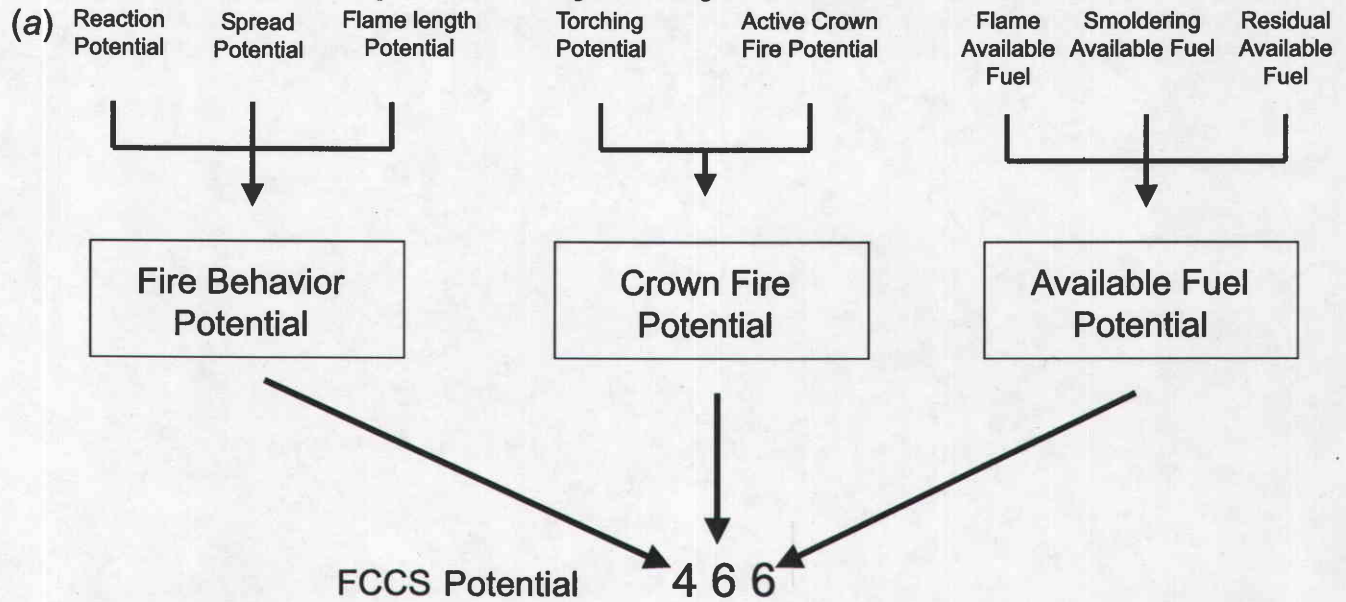 (a)
Reaction
Potential
Spread
Potential
Flame length
Potential
Torching
Potential
Active Crown
Fire Potential
Flame
Available
Fuel
Smoldering
Available Fuel
Residual
Available
Fuel
Fire Behavior
Potential
Crown Fire
Potential
Available Fuel
Potential
FCCS Potential 4 6 6